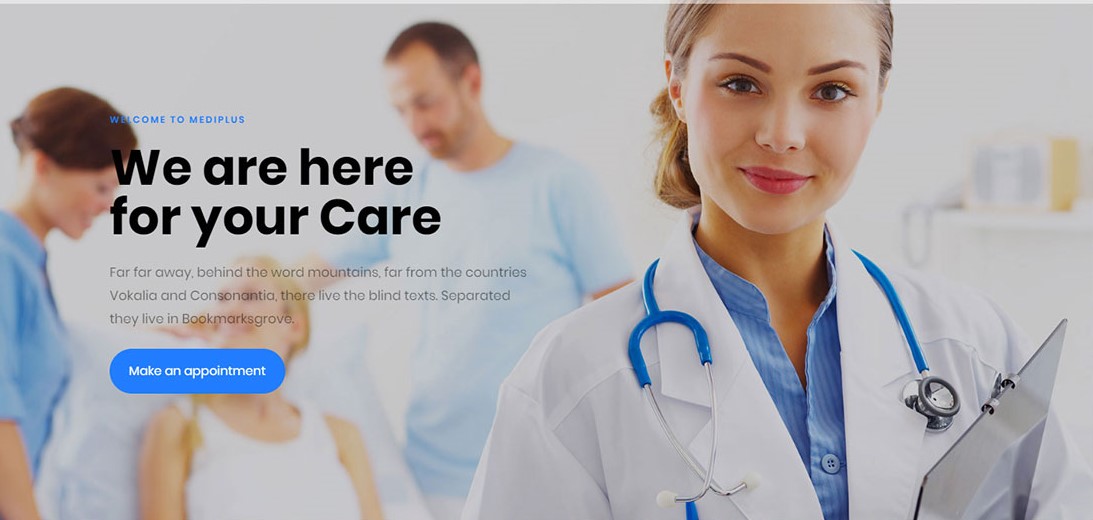 WELCOME TO MEDIPLUS
We are here
for your Care
Far far away, behind the word mountains, far from the countries
Vokalia and Consonantia, there live the blind texts. Separated
they live in Bookmarksgrove.
Make an appointment